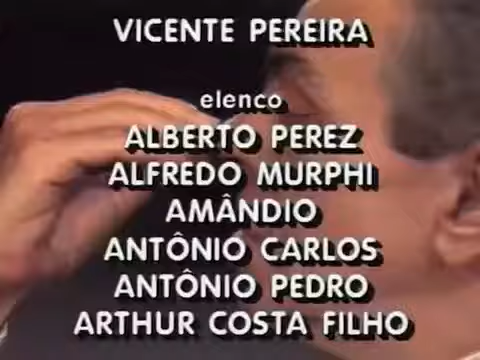 VICENTE PEREIRA
elenco
ALBERTO PEREZ
ALFREDO MURPHI
AMÂNDIO
ANTÔNIO CARLOS
ANTÔNIO PEDRO
ARTHUR COSTA FILHO